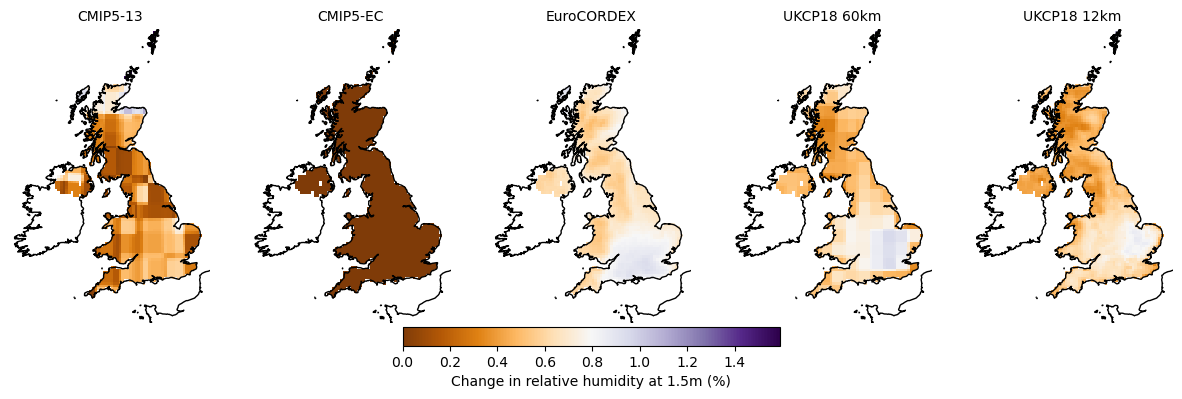 CMIP5-13 CMIP5-EC EuroCORDEX UKCP18 60km UKCP18 12km
0.0 0.2 0.4 0.6 0.8 1.0 1.2 1.4
Change in relative humidity at 1.5m (%)